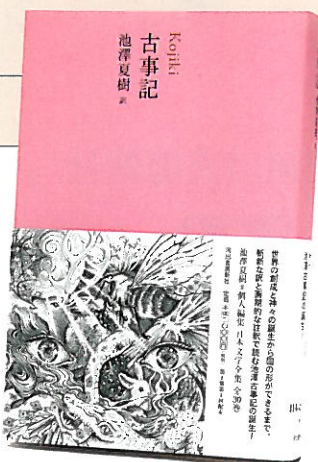 Kojiki
古事記
池澤夏樹 訳
世界の創成と神々の誕生から国の形ができるまで、
斬新な訳と画期的な註釈で読む池澤古事記の誕生！
池澤夏樹＝個人編集 日本文学全集 全30巻
河出書房新社